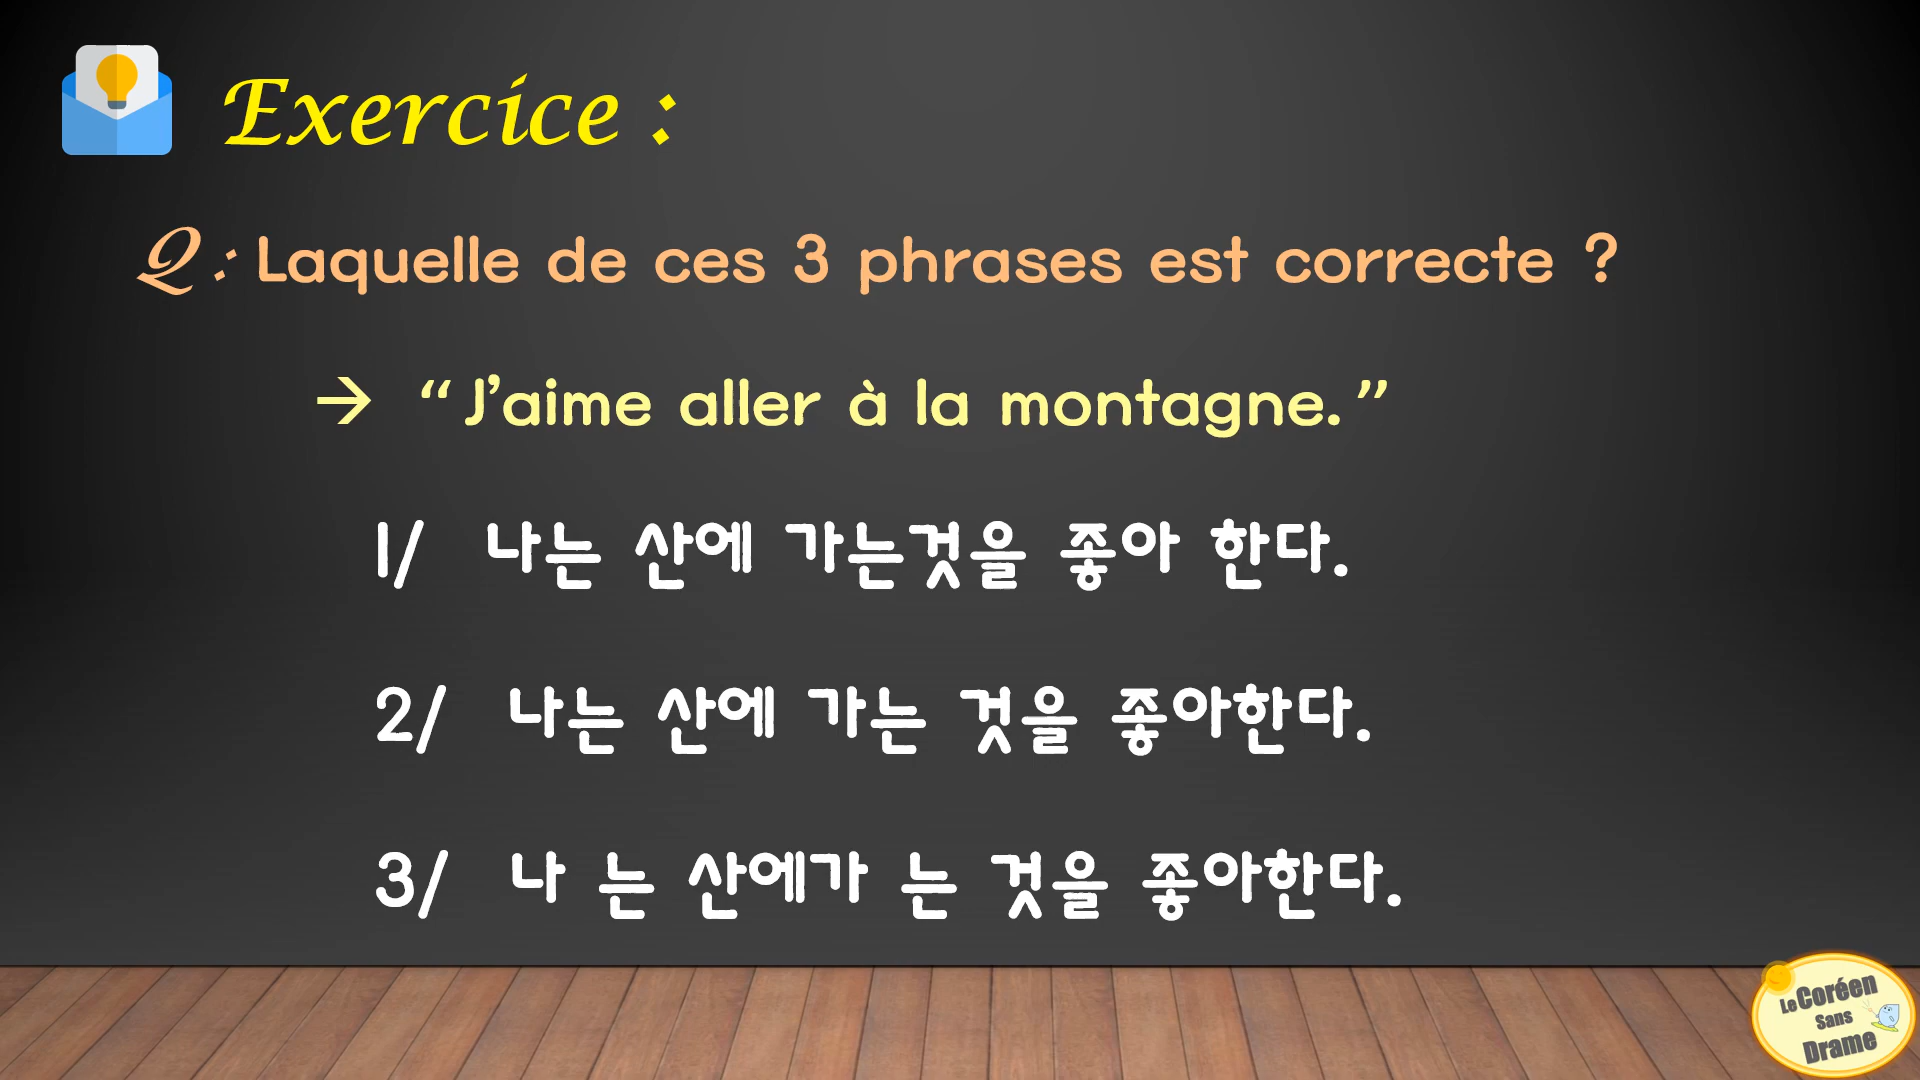 Exercice :
Q : Laquelle de ces 3 phrases est correcte ?
→ “J’aime aller à la montagne.”
1/ 나는 산에 가는것을 좋아 한다.
2/ 나는 산에 가는 것을 좋아한다.
3/ 나 는 산에가 는 것을 좋아한다.
Le Coréen
Sans
Drame